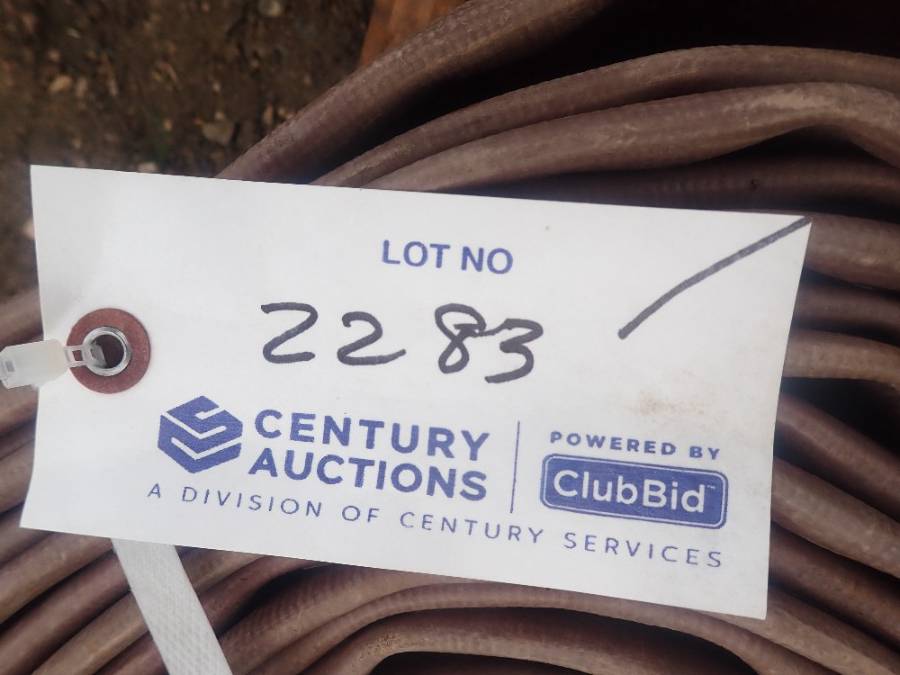 LOT NO
2283
CENTURY
AUCTIONS
A DIVISION OF CENTURY SERVICES
POWERED BY
ClubBid™